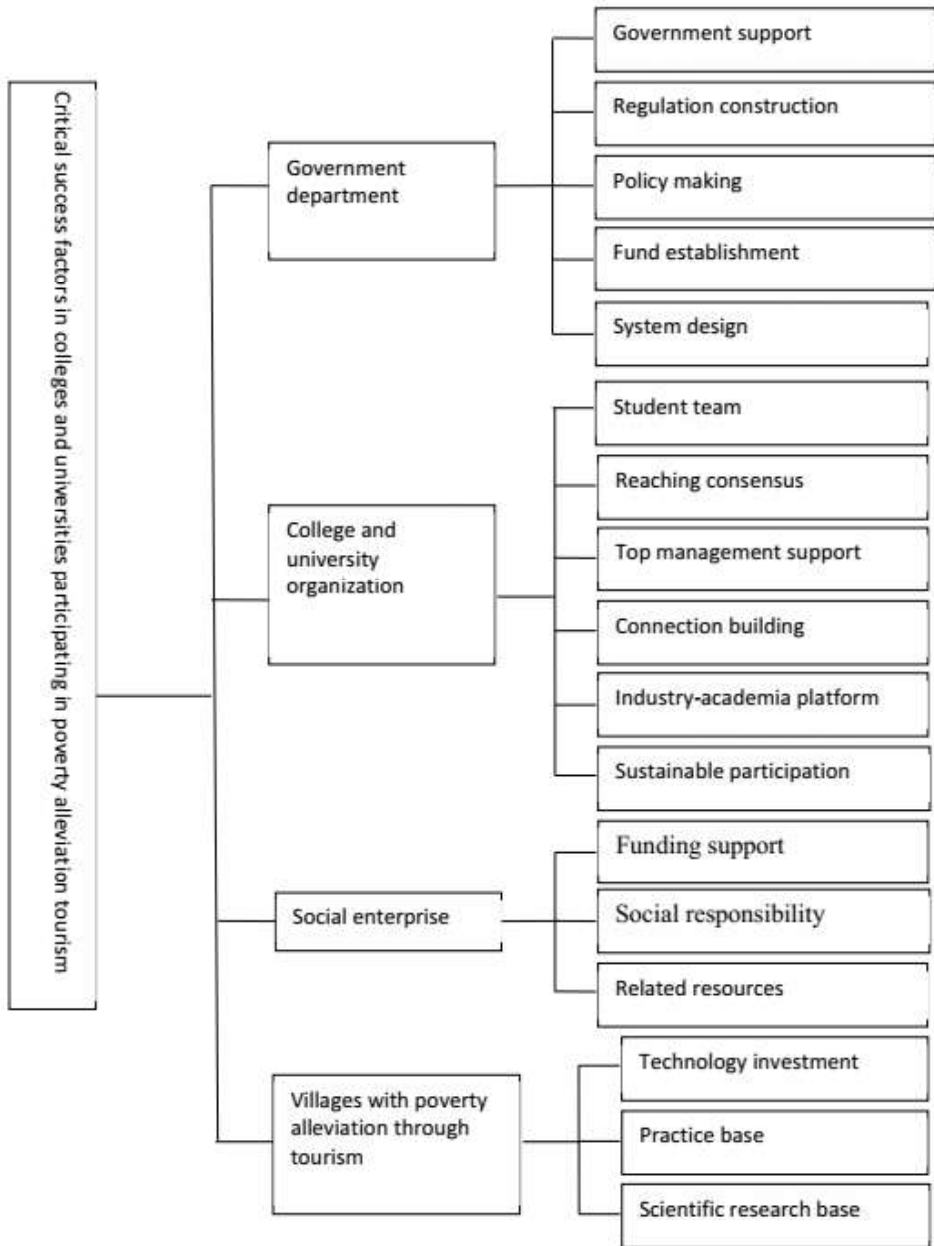 Critical success factors in colleges and universities participating in poverty alleviation tourism
Government
department
Government support
Regulation construction
Policy making
Fund establishment
System design
College and
university
organization
Student team
Reaching consensus
Top management support
Connection building
Industry-academia platform
Sustainable participation
Social enterprise
Funding support
Social responsibility
Related resources
Villages with poverty
alleviation through
tourism
Technology investment
Practice base
Scientific research base